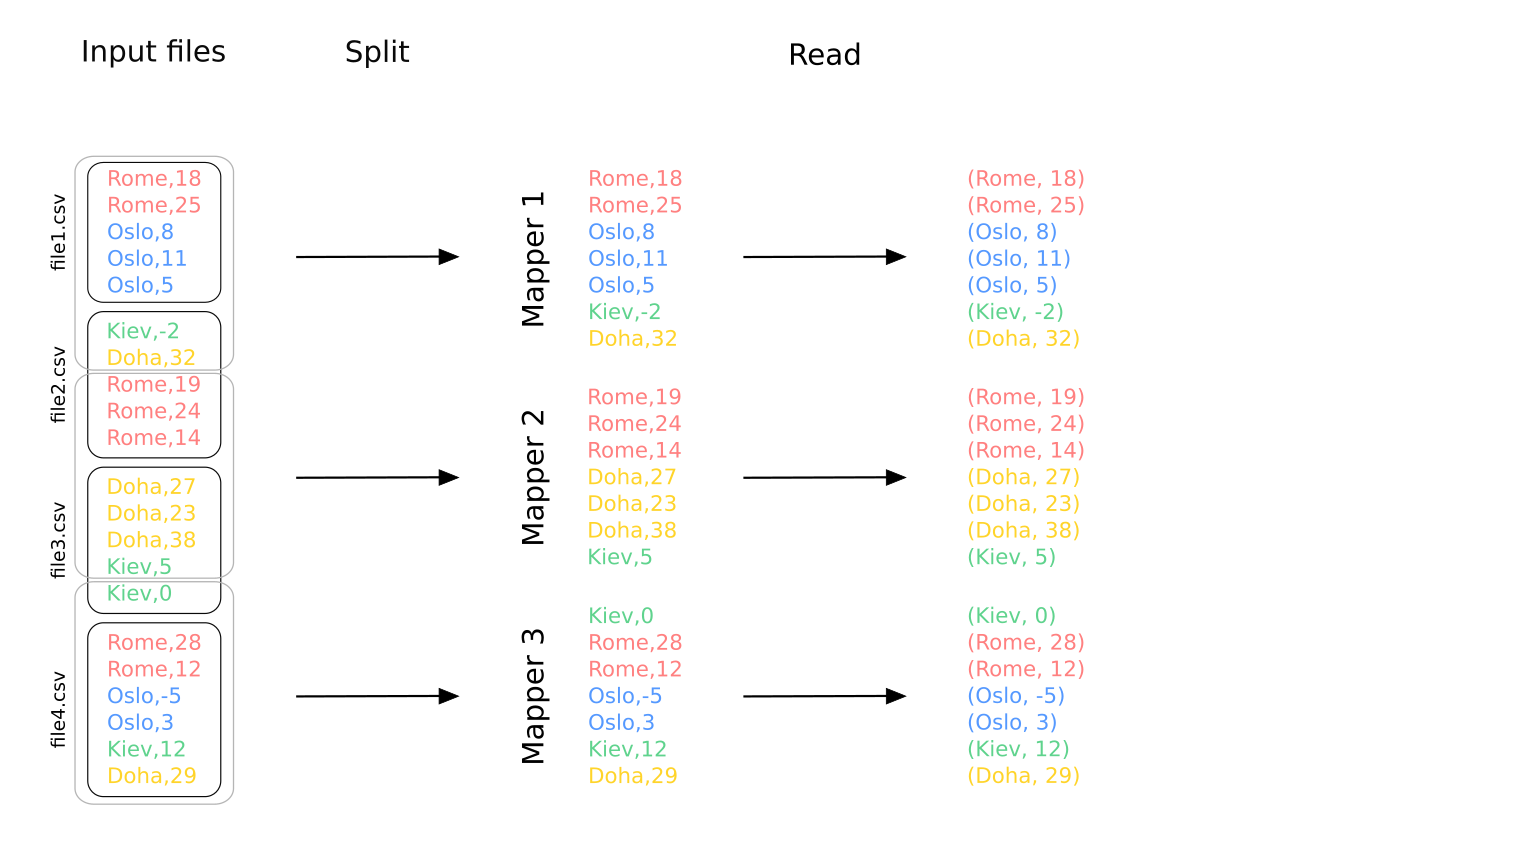 Input files
Split
Read
file1.csv
Rome,18
Rome,25
Oslo,8
Oslo,11
Oslo,5
file2.csv
Kiev,-2
Doha,32
Rome,19
Rome,24
Rome,14
file3.csv
Doha,27
Doha,23
Doha,38
Kiev,5
Kiev,0
file4.csv
Rome,28
Rome,12
Oslo,-5
Oslo,3
Kiev,12
Doha,29
Mapper 1
Rome,18
Rome,25
Oslo,8
Oslo,11
Oslo,5
Kiev,-2
Doha,32
Mapper 2
Rome,19
Rome,24
Rome,14
Doha,27
Doha,23
Doha,38
Kiev,5
Mapper 3
Kiev,0
Rome,28
Rome,12
Oslo,-5
Oslo,3
Kiev,12
Doha,29
(Rome, 18)
(Rome, 25)
(Oslo, 8)
(Oslo, 11)
(Oslo, 5)
(Kiev, -2)
(Doha, 32)
(Rome, 19)
(Rome, 24)
(Rome, 14)
(Doha, 27)
(Doha, 23)
(Doha, 38)
(Kiev, 5)
(Kiev, 0)
(Rome, 28)
(Rome, 12)
(Oslo, -5)
(Oslo, 3)
(Kiev, 12)
(Doha, 29)